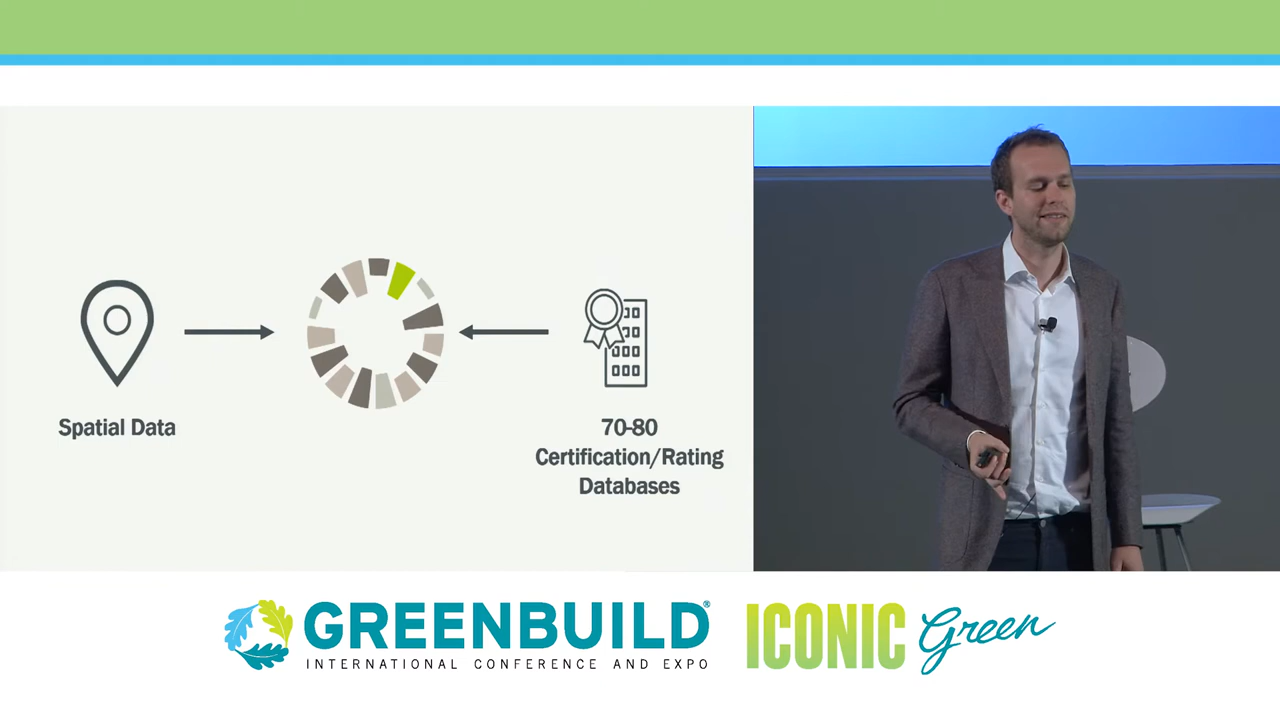 Spatial Data
70-80
Certification/Rating
Databases
GREENBUILD®
INTERNATIONAL CONFERENCE AND EXPO
ICONIC Green